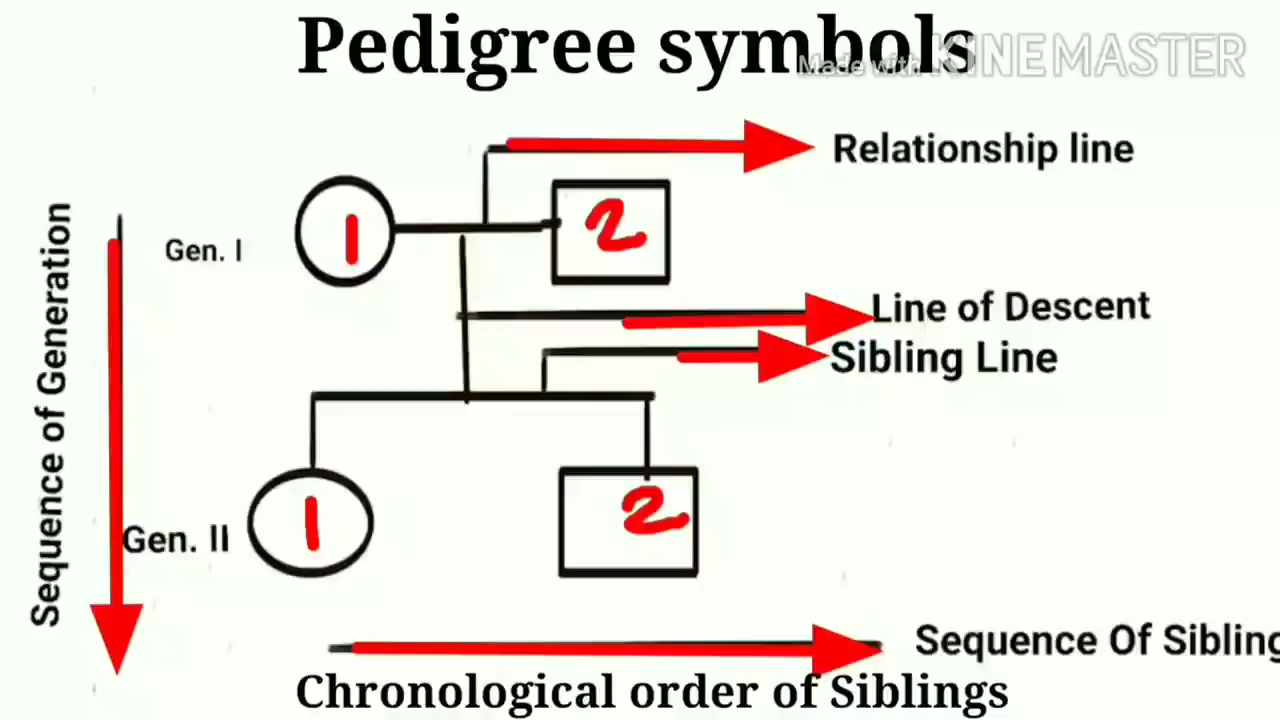 Pedigree symbols
Made with KINEMASTER
Relationship line
1
2
Gen. I
Sequence of Generation
Line of Descent
Sibling Line
Gen. II
1
2
Sequence Of Sibling
Chronological order of Siblings